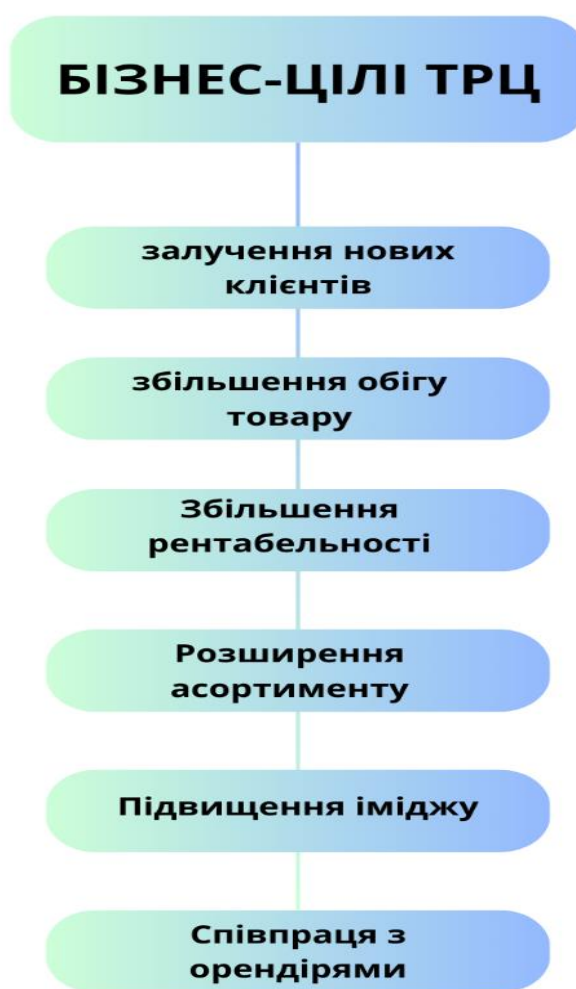 БІЗНЕС-ЦІЛІ ТРЦ
залучення нових
клієнтів
збільшення обігу
товару
Збільшення
рентабельності
Розширення
асортименту
Підвищення іміджу
Співпраця з
орендірями